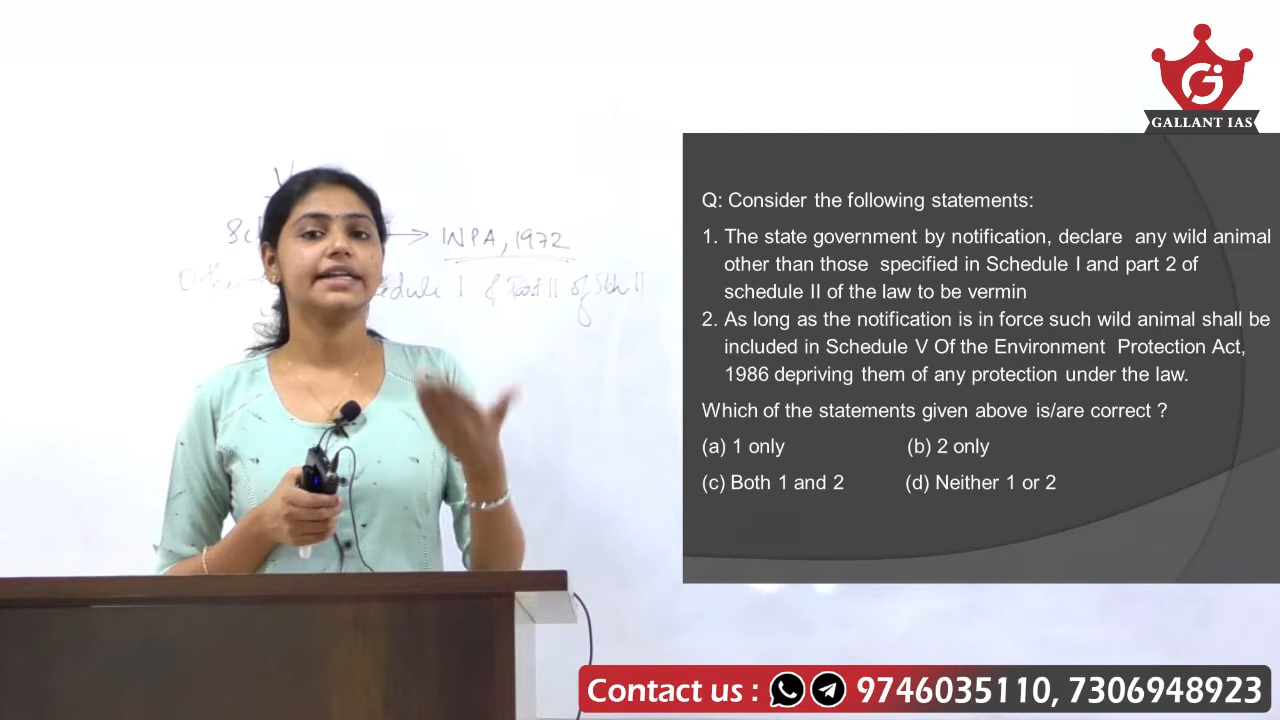 GALLANT IAS
V
Sc → WPA, 1972
Othe edule I & Part II of Sch II
Q: Consider the following statements:
1. The state government by notification, declare any wild animal
other than those specified in Schedule I and part 2 of
schedule II of the law to be vermin
2. As long as the notification is in force such wild animal shall be
included in Schedule V Of the Environment Protection Act,
1986 depriving them of any protection under the law.
Which of the statements given above is/are correct ?
(a) 1 only (b) 2 only
(c) Both 1 and 2 (d) Neither 1 or 2
Contact us : 9746035110, 7306948923